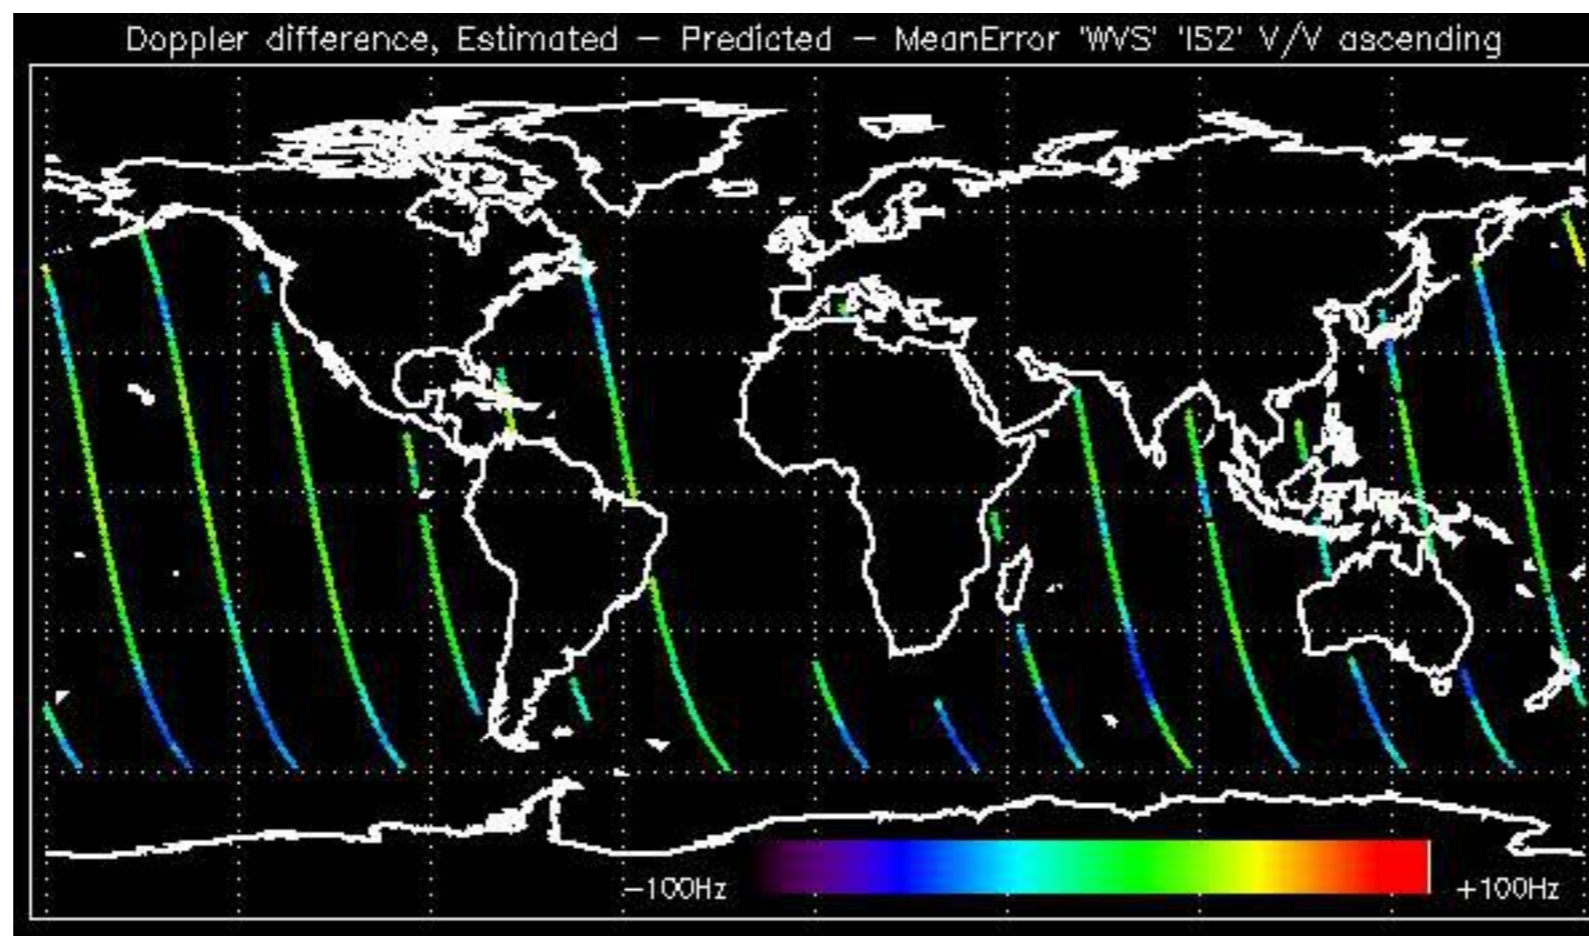 Doppler difference, Estimated – Predicted – MeanError 'WVS' 'IS2' V/V ascending
–100Hz
+100Hz